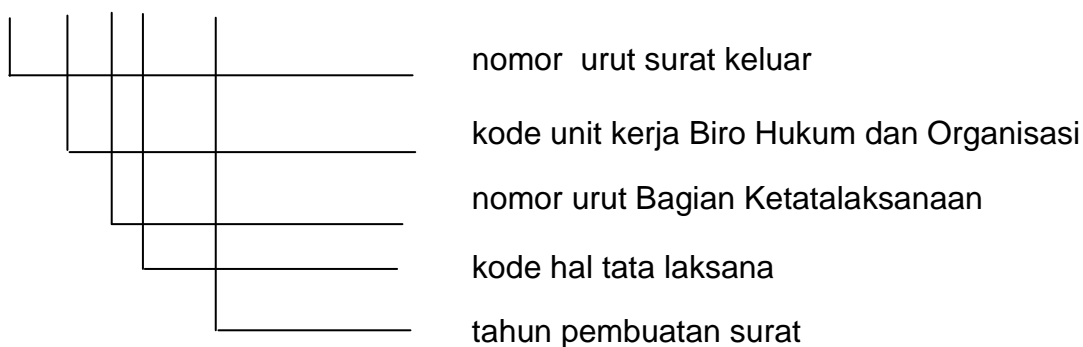 nomor urut surat keluar
kode unit kerja Biro Hukum dan Organisasi
nomor urut Bagian Ketatalaksanaan
kode hal tata laksana
tahun pembuatan surat